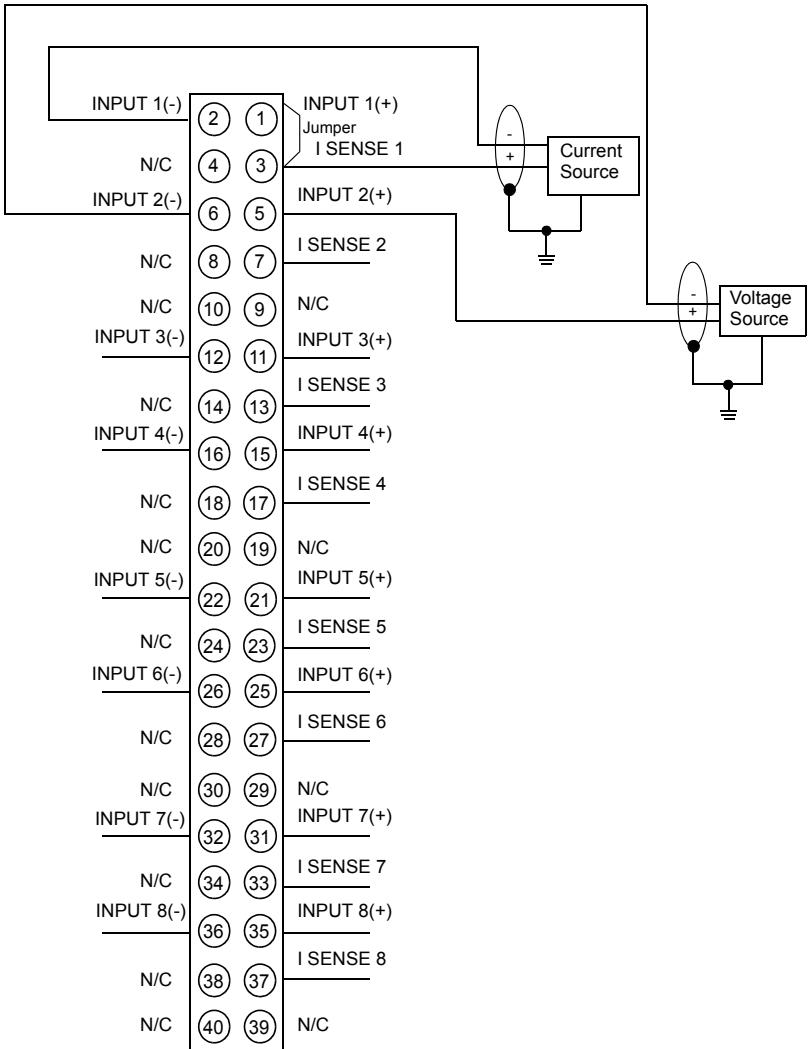 INPUT 1(-) 2 1 INPUT 1(+)
Jumper
N/C 4 3 I SENSE 1
INPUT 2(-) 6 5 INPUT 2(+)
N/C 8 7 I SENSE 2
N/C 10 9 N/C
INPUT 3(-) 12 11 INPUT 3(+)
N/C 14 13 I SENSE 3
INPUT 4(-) 16 15 INPUT 4(+)
N/C 18 17 I SENSE 4
N/C 20 19 N/C
INPUT 5(-) 22 21 INPUT 5(+)
N/C 24 23 I SENSE 5
INPUT 6(-) 26 25 INPUT 6(+)
N/C 28 27 I SENSE 6
N/C 30 29 N/C
INPUT 7(-) 32 31 INPUT 7(+)
N/C 34 33 I SENSE 7
INPUT 8(-) 36 35 INPUT 8(+)
N/C 38 37 I SENSE 8
N/C 40 39 N/C
-
+
Current
Source
-
+
Voltage
Source